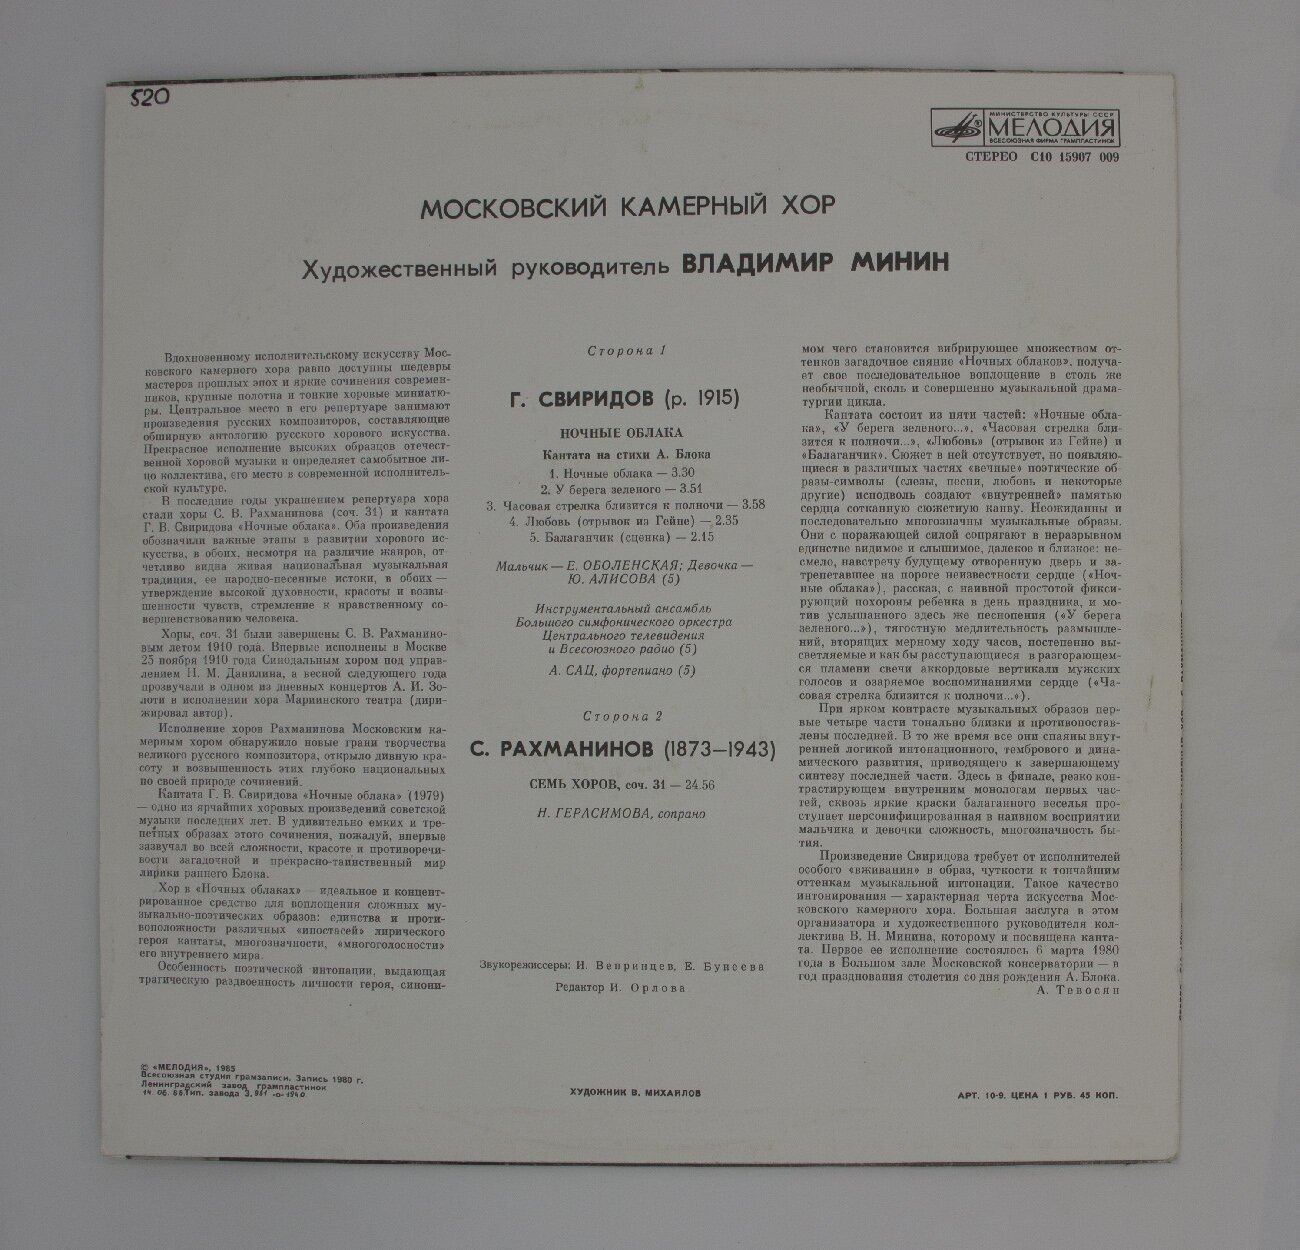 520
МИНИСТЕРСТВО КУЛЬТУРЫ СССР
МЕЛОДИЯ
ВСЕСОЮЗНАЯ ФИРМА ГРАМПЛАСТИНОК
СТЕРЕО С10 15907 009
МОСКОВСКИЙ КАМЕРНЫЙ ХОР
Художественный руководитель ВЛАДИМИР МИНИН
Вдохновенному исполнительскому искусству Мос-
ковского камерного хора равно доступны шедевры
мастеров прошлых эпох и яркие сочинения современ-
ников, крупные полотна и тонкие хоровые миниатю-
ры. Центральное место в его репертуаре занимают
произведения русских композиторов, составляющие
обширную антологию русского хорового искусства.
Прекрасное исполнение высоких образцов отечест-
венной хоровой музыки и определяет самобытное ли-
цо коллектива, его место в современной исполнитель-
ской культуре.
В последние годы украшением репертуара хора
стали хоры С. В. Рахманинова (соч. 31) и кантата
Г. В. Свиридова «Ночные облака». Оба произведения
обозначили важные этапы в развитии хорового ис-
кусства, в обоих, несмотря на различие жанров, от-
четливо видна живая национальная музыкальная
традиция, ее народно-песенные истоки, в обоих —
утверждение высокой духовности, красоты и возвы-
шенности чувств, стремление к нравственному со-
вершенствованию человека.
Хоры, соч. 31 были завершены С. В. Рахманино-
вым летом 1910 года. Впервые исполнены в Москве
25 ноября 1910 года Синодальным хором под управ-
лением Н. М. Данилина, а весной следующего года
прозвучали в одном из дневных концертов А. И. Зи-
лоти в исполнении хора Мариинского театра (дири-
жировал автор).
Исполнение хоров Рахманинова Московским ка-
мерным хором обнаружило новые грани творчества
великого русского композитора, открыло дивную кра-
соту и возвышенность этих глубоко национальных
по своей природе сочинений.
Кантата Г. В. Свиридова «Ночные облака» (1979)
— одно из ярчайших хоровых произведений советской
музыки последних лет. В удивительно емких и тре-
петных образах этого сочинения, пожалуй, впервые
зазвучал во всей сложности, красоте и противоречи-
вости загадочной и прекрасно-таинственный мир
лирики раннего Блока.
Хор в «Ночных облаках» — идеальное и концент-
рированное средство для воплощения сложных му-
зыкально-поэтических образов: единства и проти-
воположности различных «ипостасей» лирического
героя кантаты, многозначности, «многоголосности»
его внутреннего мира.
Особенность поэтической интонации, выдающая
трагическую раздвоенность личности героя, синони-
Сторона 1
Г. СВИРИДОВ (р. 1915)
НОЧНЫЕ ОБЛАКА
Кантата на стихи А. Блока
1. Ночные облака — 3.30
2. У берега зеленого — 3.51
3. Часовая стрелка близится к полночи — 3.58
4. Любовь (отрывок из Гейне) — 2.35
5. Балаганчик (сценка) — 2.15
Мальчик — Е. ОБОЛЕНСКАЯ; Девочка —
Ю. АЛИСОВА (5)
Инструментальный ансамбль
Большого симфонического оркестра
Центрального телевидения
и Всесоюзного радио (5)
А. САЦ, фортепиано (5)
Сторона 2
С. РАХМАНИНОВ (1873—1943)
СЕМЬ ХОРОВ, соч. 31 — 24.56
Н. ГЕРАСИМОВА, сопрано
Звукорежиссеры: И. Вепринцев, Е. Бунеева
Редактор И. Орлова
мом чего становится вибрирующее множеством от-
тенков загадочное сияние «Ночных облаков», получа-
ет свое последовательное воплощение в столь же
необычной, сколь и совершенно музыкальной драма-
тургии цикла.
Кантата состоит из пяти частей: «Ночные обла-
ка», «У берега зеленого...», «Часовая стрелка бли-
зится к полночи...», «Любовь» (отрывок из Гейне) и
«Балаганчик». Сюжет в ней отсутствует, но появляю-
щиеся в различных частях «вечные» поэтические об-
разы-символы (слезы, песни, любовь и некоторые
другие) исподволь создают «внутренней» памятью
сердца сотканную сюжетную канву. Неожиданны и
последовательно многозначны музыкальные образы.
Они с поражающей силой сопрягают в неразрывном
единстве видимое и слышимое, далекое и близкое: не-
смело, навстречу будущему отворенную дверь и за-
трепетавшее на пороге неизвестности сердце («Ноч-
ные облака»), рассказ, с наивной простотой фикси-
рующий похороны ребенка в день праздника, и мо-
тив услышанного здесь же песнопения («У берега
зеленого...»), тягостную медлительность размышле-
ний, вторящих мерному ходу часов, постепенно вы-
светляемые и как бы расступающиеся в разгорающем-
ся пламени свечи аккордовые вертикали мужских
голосов и озаряемое воспоминаниями сердце («Ча-
совая стрелка близится к полночи...»).
При ярком контрасте музыкальных образов пер-
вые четыре части тонально близки и противопостав-
лены последней. В то же время все они спаяны внут-
ренней логикой интонационного, тембрового и дина-
мического развития, приводящего к завершающему
синтезу последней части. Здесь в финале, резко кон-
трастирующем внутренним монологам первых час-
тей, сквозь яркие краски балаганного веселья про-
ступает персонифицированная в наивном восприятии
мальчика и девочки сложность, многозначность бы-
тия.
Произведение Свиридова требует от исполнителей
особого «вживания» в образ, чуткости к тончайшим
оттенкам музыкальной интонации. Такое качество
интонирования — характерная черта искусства Мос-
ковского камерного хора. Большая заслуга в этом
организатора и художественного руководителя кол-
лектива В. Н. Минина, которому и посвящена канта-
та. Первое ее исполнение состоялось 6 марта 1980
года в Большом зале Московской консерватории — в
год празднования столетия со дня рождения А. Блока.
А. Тевосян
© «МЕЛОДИЯ», 1985
Всесоюзная студия грамзаписи. Запись 1980 г.
Ленинградский завод грампластинок
14. 06. 86. Тип. завода З.
ХУДОЖНИК В. МИХАЙЛОВ
АРТ. 10-9. ЦЕНА 1 РУБ. 45 КОП.